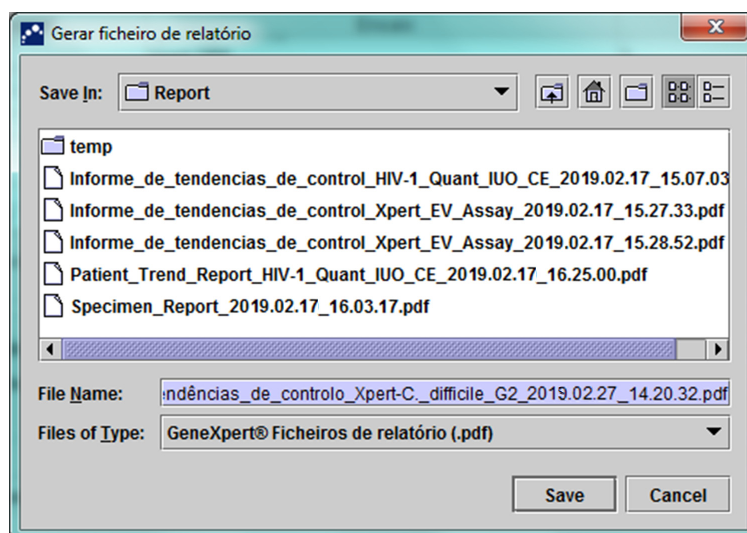 Gerar ficheiro de relatório
Save In: Report
temp
Informe_de_tendencias_de_control_HIV-1_Quant_IUO_CE_2019.02.17_15.07.03
Informe_de_tendencias_de_control_Xpert_EV_Assay_2019.02.17_15.27.33.pdf
Informe_de_tendencias_de_control_Xpert_EV_Assay_2019.02.17_15.28.52.pdf
Patient_Trend_Report_HIV-1_Quant_IUO_CE_2019.02.17_16.25.00.pdf
Specimen_Report_2019.02.17_16.03.17.pdf
File Name: endências_de_controlo_Xpert-C._difficile_G2_2019.02.27_14.20.32.pdf
Files of Type: GeneXpert® Ficheiros de relatório (.pdf)
Save Cancel